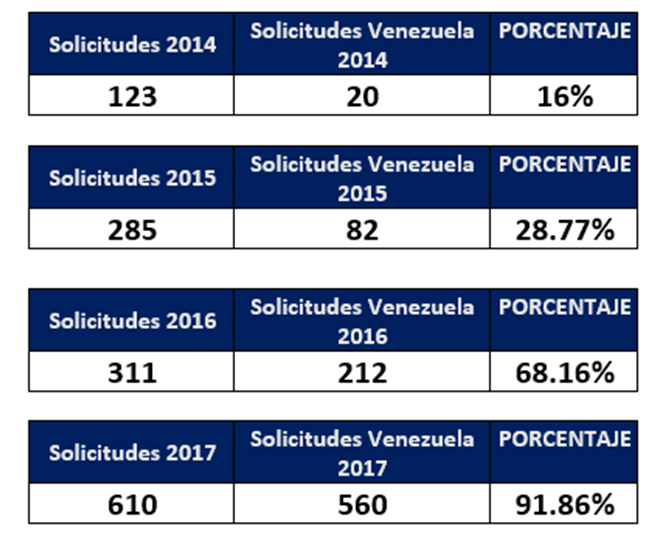 Solicitudes 2014 Solicitudes Venezuela 2014 PORCENTAJE
123 20 16%
Solicitudes 2015 Solicitudes Venezuela 2015 PORCENTAJE
285 82 28.77%
Solicitudes 2016 Solicitudes Venezuela 2016 PORCENTAJE
311 212 68.16%
Solicitudes 2017 Solicitudes Venezuela 2017 PORCENTAJE
610 560 91.86%